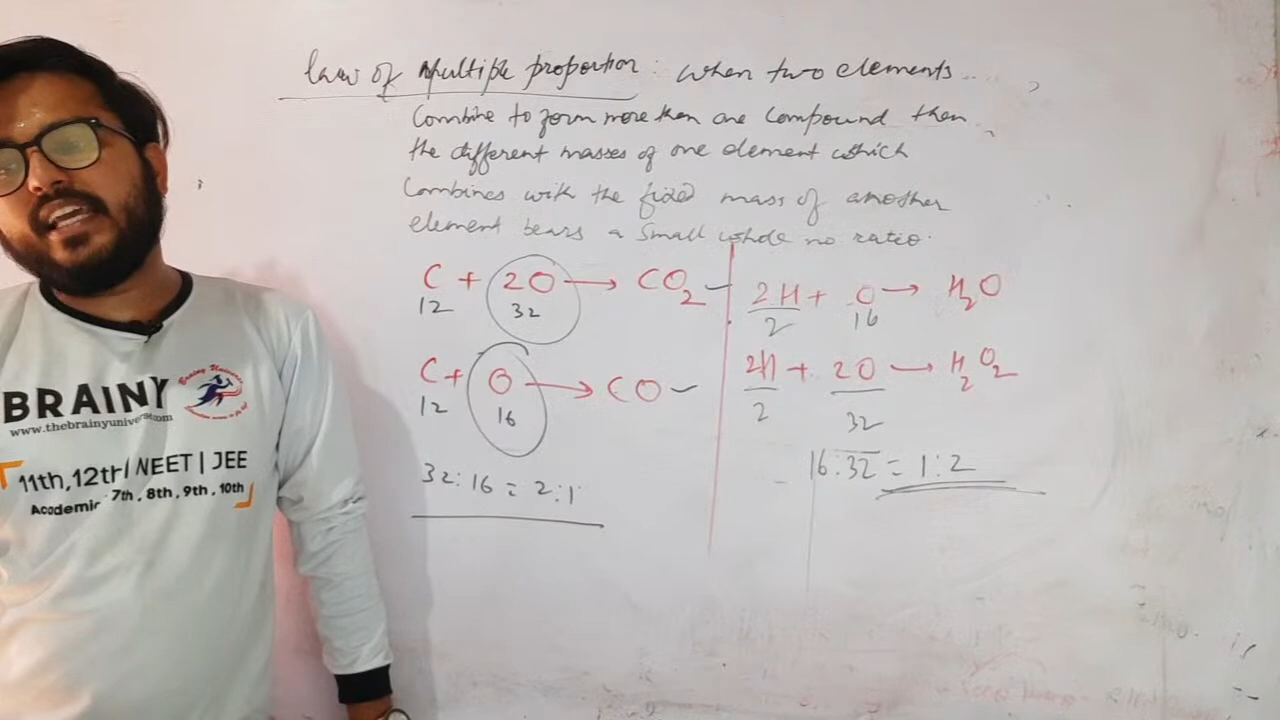 law of Multiple proportion : when two elements
Combine to form more than one compound then
the different masses of one element which
Combines with the fixed mass of another
element bears a small whole no ratio.
C + 2O → CO2
12 32
C + O → CO
12 16
32:16 = 2:1
2H + O → H2O
2 16
2H + 2O → H2O2
2 32
16:32 = 1:2
BRAINY
www.thebrainyuniverse.com
Brainy Universe
11th, 12th / NEET | JEE
Academic 7th, 8th, 9th, 10th